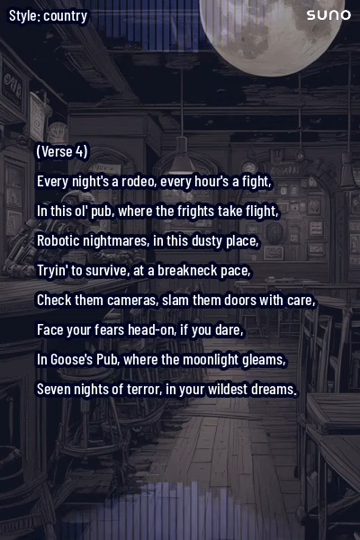 Style: country
suno
(Verse 4)
Every night's a rodeo, every hour's a fight,
In this ol' pub, where the frights take flight,
Robotic nightmares, in this dusty place,
Tryin' to survive, at a breakneck pace,
Check them cameras, slam them doors with care,
Face your fears head-on, if you dare,
In Goose's Pub, where the moonlight gleams,
Seven nights of terror, in your wildest dreams.